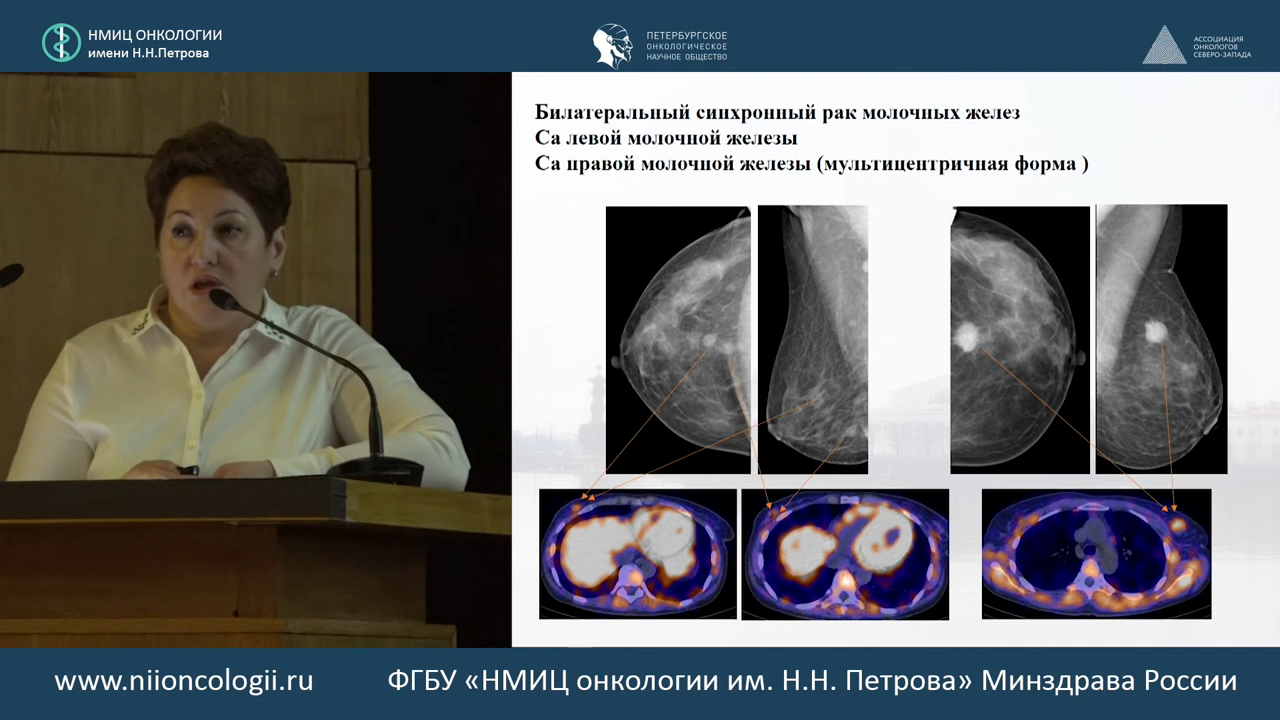 НМИЦ ОНКОЛОГИИ
имени Н.Н.Петрова
ПЕТЕРБУРГСКОЕ
ОНКОЛОГИЧЕСКОЕ
НАУЧНОЕ ОБЩЕСТВО
АССОЦИАЦИЯ
ОНКОЛОГОВ
СЕВЕРО-ЗАПАДА
Билатеральный синхронный рак молочных желез
Са левой молочной железы
Са правой молочной железы (мультицентричная форма )
www.niioncologii.ru
ФГБУ «НМИЦ онкологии им. Н.Н. Петрова» Минздрава России